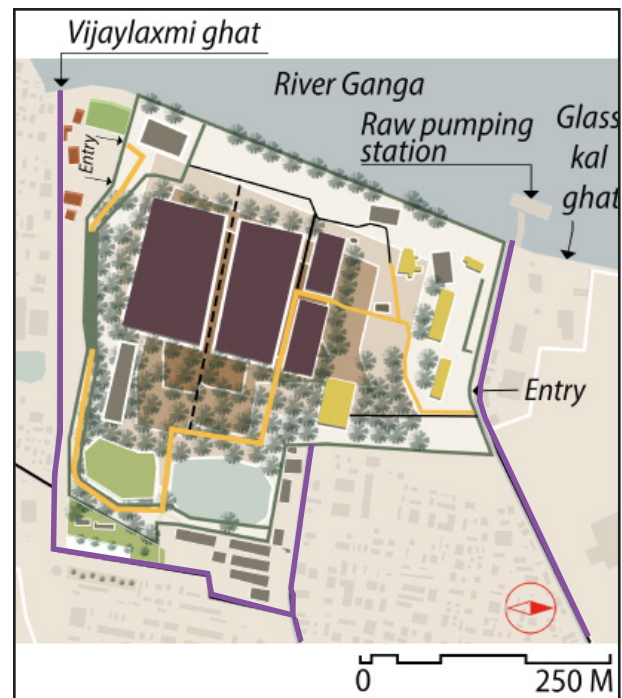 Vijaylaxmi ghat
River Ganga
Raw pumping
station
Glass
kal
ghat
Entry
Entry
0 250 M